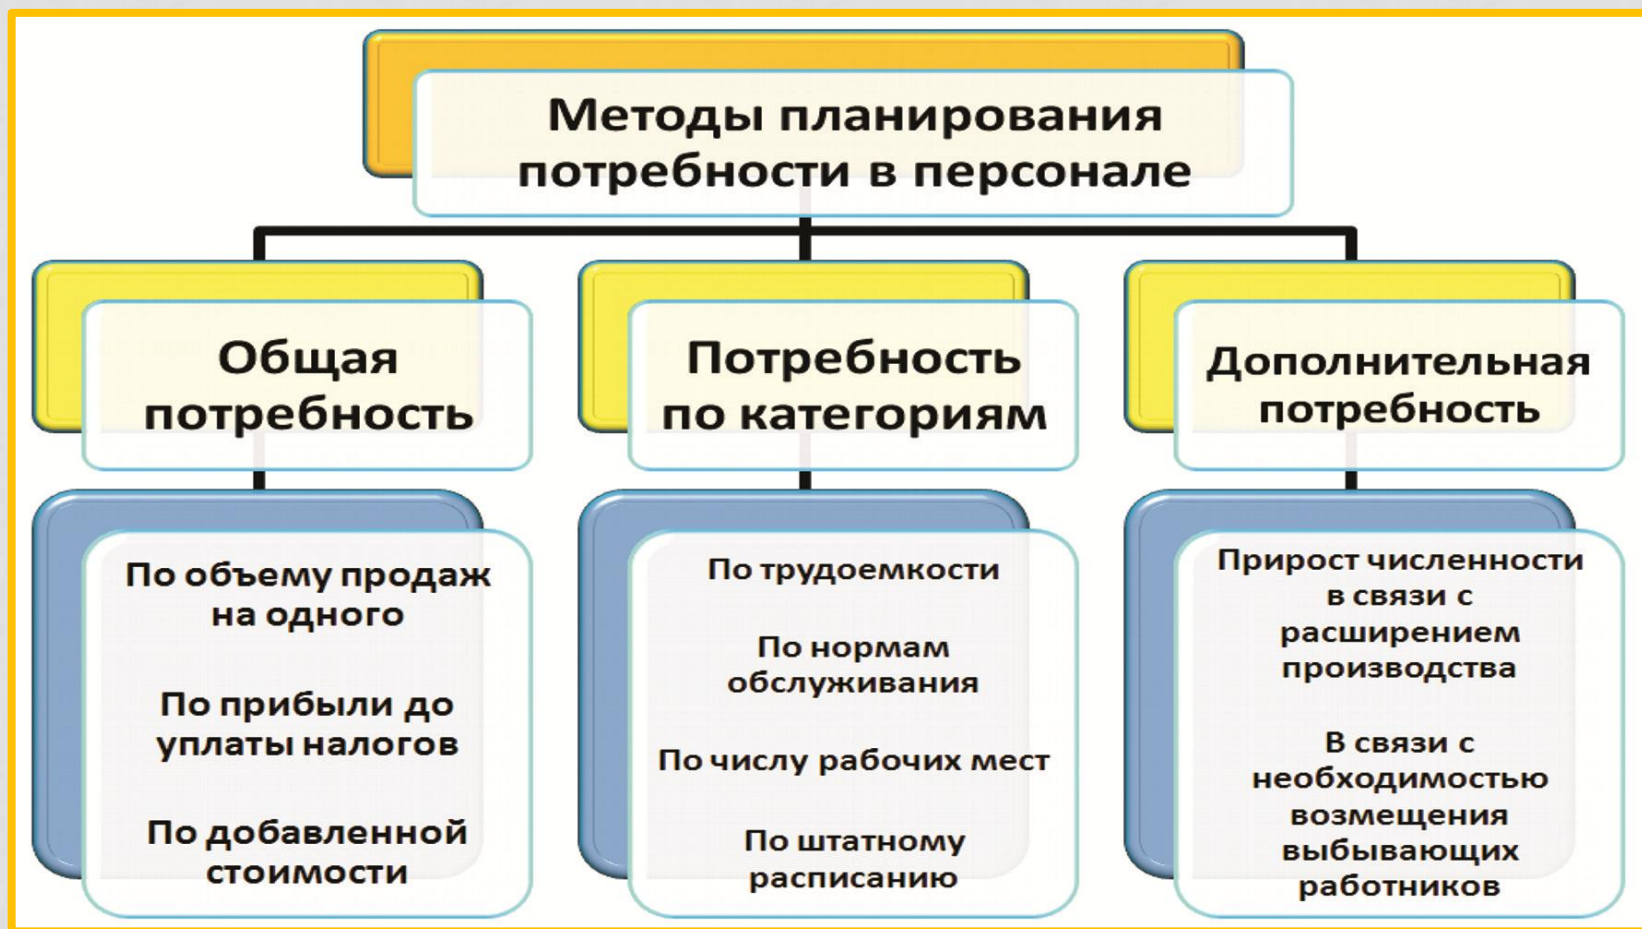 Методы планирования
потребности в персонале
Общая
потребность
По объему продаж
на одного
По прибыли до
уплаты налогов
По добавленной
стоимости
Потребность
по категориям
По трудоемкости
По нормам
обслуживания
По числу рабочих мест
По штатному
расписанию
Дополнительная
потребность
Прирост численности
в связи с
расширением
производства
В связи с
необходимостью
возмещения
выбывающих
работников